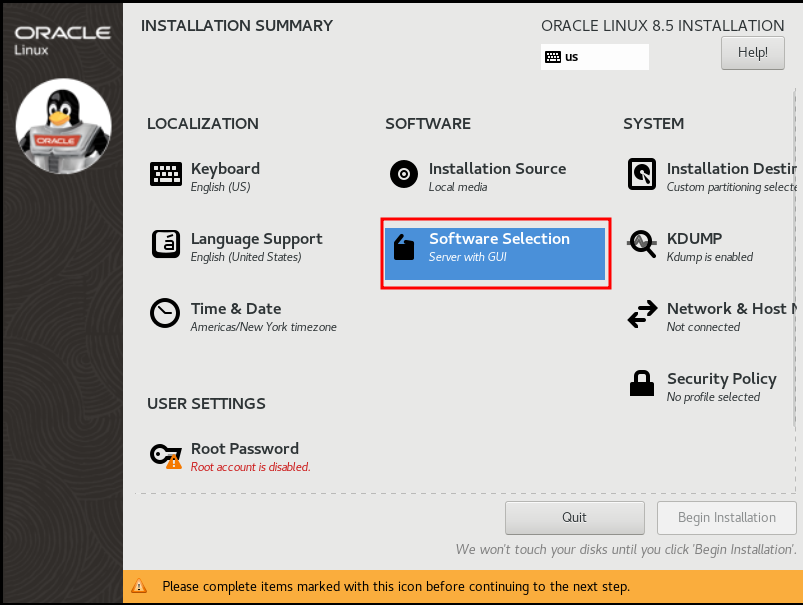 ORACLE
Linux
ORACLE
INSTALLATION SUMMARY
ORACLE LINUX 8.5 INSTALLATION
us
Help!
LOCALIZATION
Keyboard
English (US)
Language Support
English (United States)
Time & Date
Americas/New York timezone
USER SETTINGS
Root Password
Root account is disabled.
SOFTWARE
Installation Source
Local media
Software Selection
Server with GUI
SYSTEM
Installation Destin
Custom partitioning selecte
KDUMP
Kdump is enabled
Network & Host N
Not connected
Security Policy
No profile selected
Quit
Begin Installation
We won't touch your disks until you click 'Begin Installation'.
Please complete items marked with this icon before continuing to the next step.